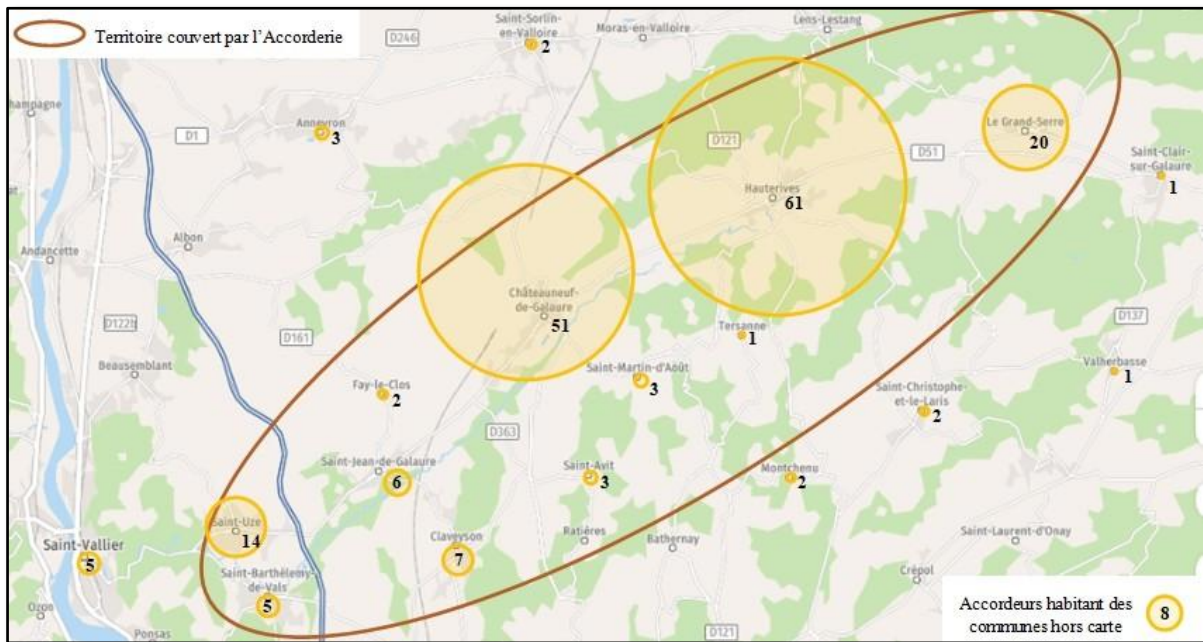 Territoire couvert par l'Accorderie
D246
Saint-Sorlin-
en-Valloire
2
Moras-en-Valloire
Lens-Lestang
Champagne
D1
Anneyron
3
D121
Le Grand-Serre
20
D51
Saint-Clair-
sur-Galaure
1
Hauterives
61
Andancette
Albon
Châteauneuf-
de-Galaure
51
D122b
D161
Tersanne
1
D137
Beausemblant
Saint-Martin-d'Août
3
Valherbasse
1
Fay-le-Clos
2
Saint-Christophe-
et-le-Laris
2
D363
Saint-Jean-de-Galaure
6
Saint-Avit
3
Montchenu
2
Saint-Uze
14
Claveyson
7
Ratières
Bathernay
Saint-Laurent-d'Onay
Saint-Vallier
5
Saint-Barthélemy-
de-Vals
5
Crépol
Ozon
Ponsas
D121
Accordeurs habitant des
communes hors carte
8